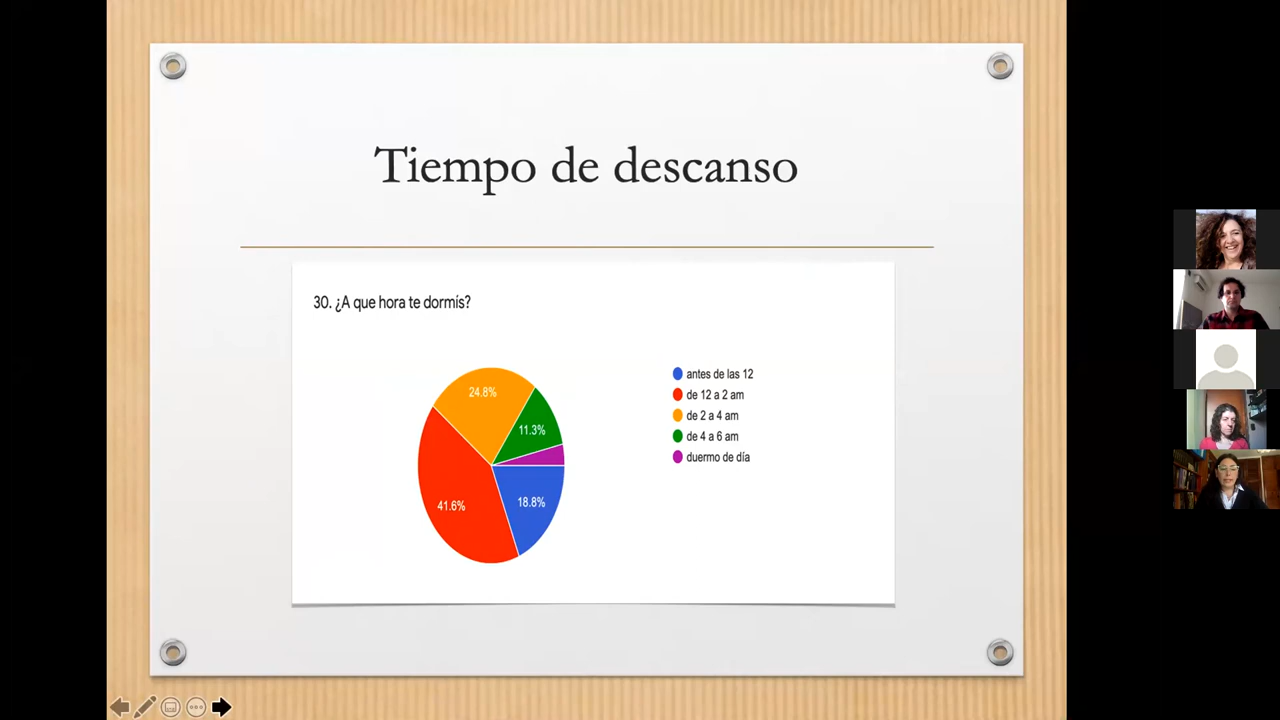 Tiempo de descanso
30. ¿A que hora te dormís?
24.8%
11.3%
41.6%
18.8%
antes de las 12
de 12 a 2 am
de 2 a 4 am
de 4 a 6 am
duermo de día